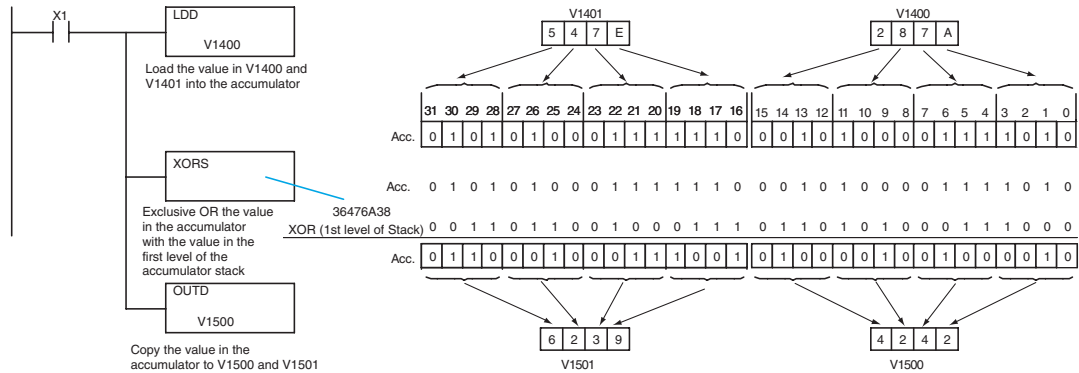 X1
LDD
V1400
Load the value in V1400 and
V1401 into the accumulator
XORS
Exclusive OR the value
in the accumulator
with the value in the
first level of the
accumulator stack
OUTD
V1500
Copy the value in the
accumulator to V1500 and V1501
V1401
5 4 7 E
V1400
2 8 7 A
31 30 29 28 27 26 25 24 23 22 21 20 19 18 17 16 15 14 13 12 11 10 9 8 7 6 5 4 3 2 1 0
Acc. 0 1 0 1 0 1 0 0 0 1 1 1 1 1 1 0 0 0 1 0 1 0 0 0 0 1 1 1 1 0 1 0
Acc. 0 1 0 1 0 1 0 0 0 1 1 1 1 1 1 0 0 0 1 0 1 0 0 0 0 1 1 1 1 0 1 0
36476A38
XOR (1st level of Stack) 0 0 1 1 0 1 1 0 0 1 0 0 0 1 1 1 0 1 1 0 1 0 1 0 0 0 1 1 1 0 0 0
Acc. 0 1 1 0 0 0 1 0 0 0 1 1 1 0 0 1 0 1 0 0 0 0 1 0 0 1 0 0 0 0 1 0
6 2 3 9
V1501
4 2 4 2
V1500